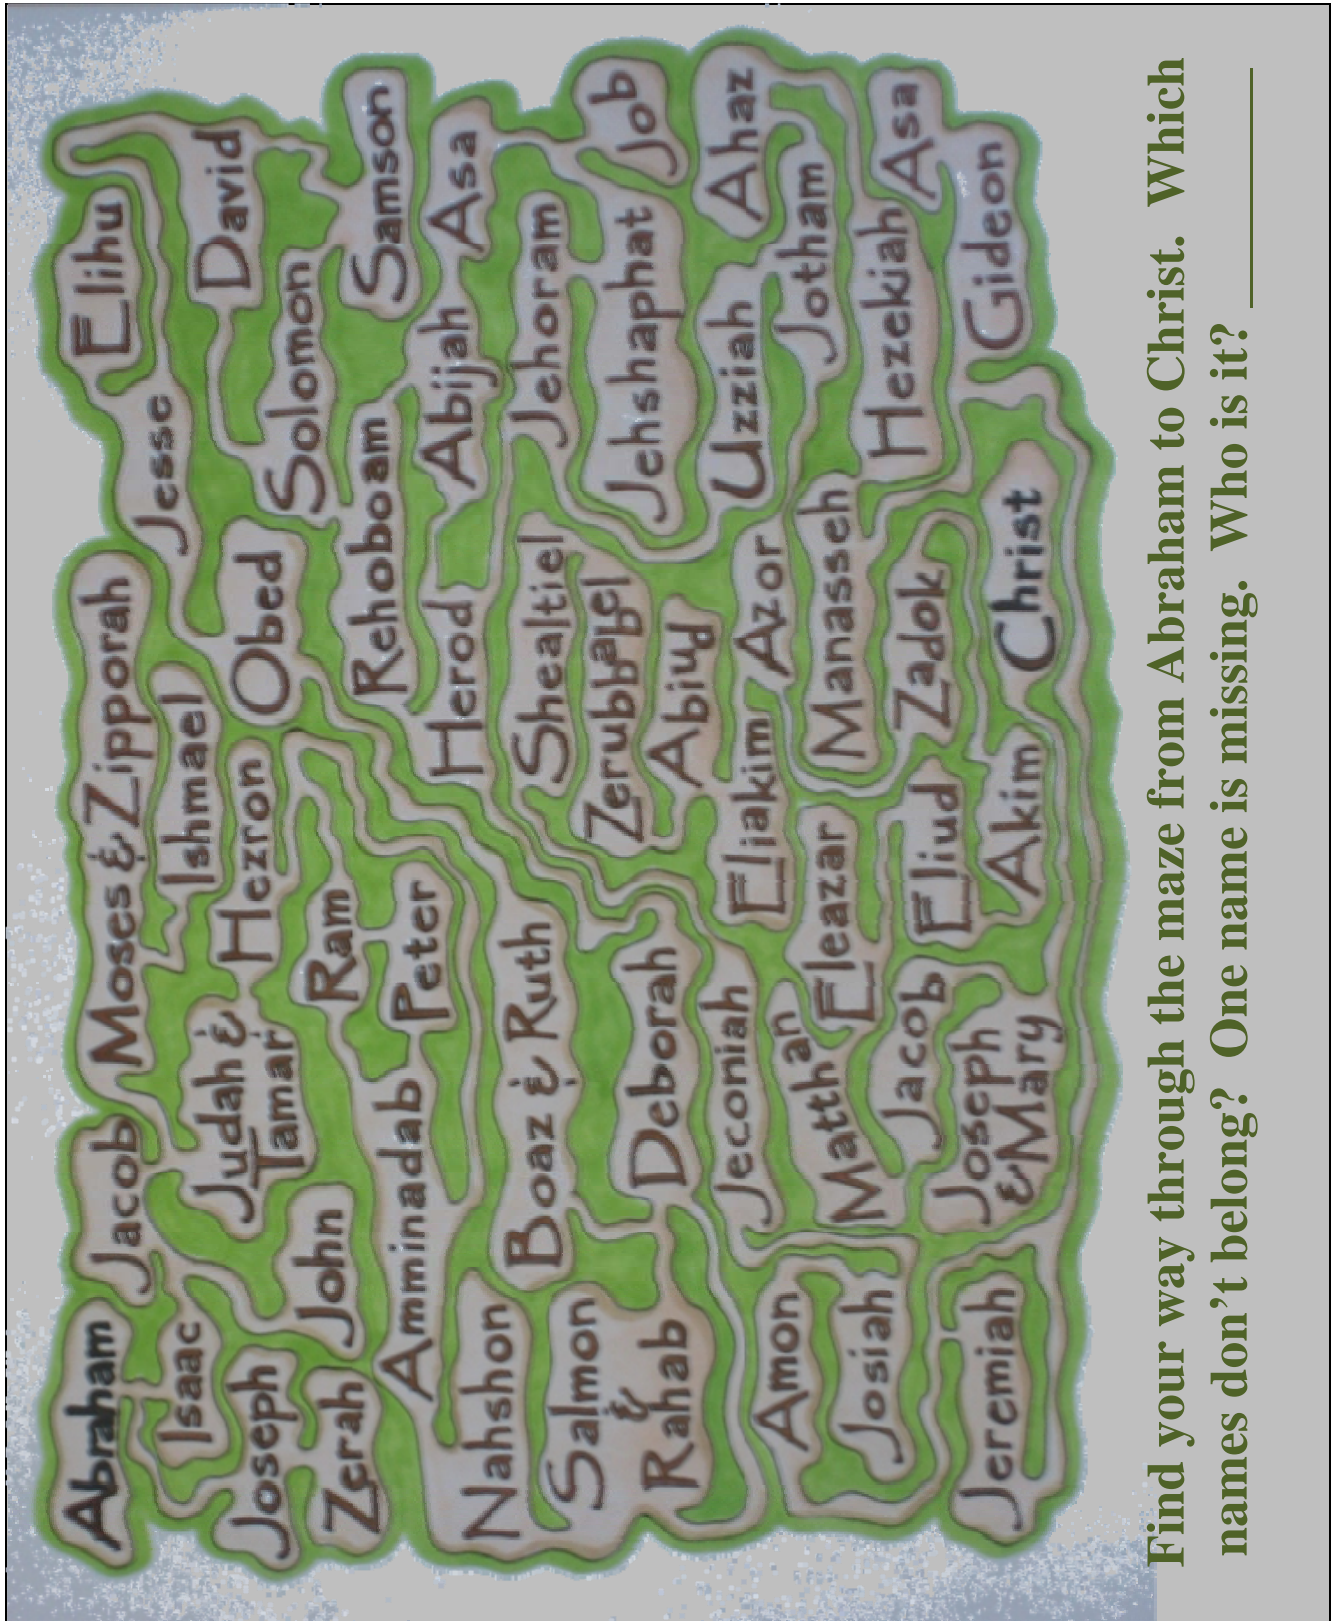 Abraham
Jacob
Moses & Zipporah
Elihu
Isaac
Ishmael
Jesse
David
Joseph
Judah &
Tamar
Hezron
Obed
Solomon
Zerah
John
Ram
Rehoboam
Samson
Amminadab
Peter
Herod
Abijah
Asa
Nahshon
Boaz & Ruth
Shealtiel
Jehoram
Job
Salmon
&
Rahab
Deborah
Zerubbabel
Abiud
Jehshaphat
Jeconiah
Eliakim
Azor
Uzziah
Ahaz
Amon
Matthan
Eleazar
Manasseh
Jotham
Josiah
Jacob
Eliud
Zadok
Hezekiah
Asa
Jeremiah
Joseph
& Mary
Akim
Christ
Gideon
Find your way through the maze from Abraham to Christ. Which
names don't belong? One name is missing. Who is it? __________